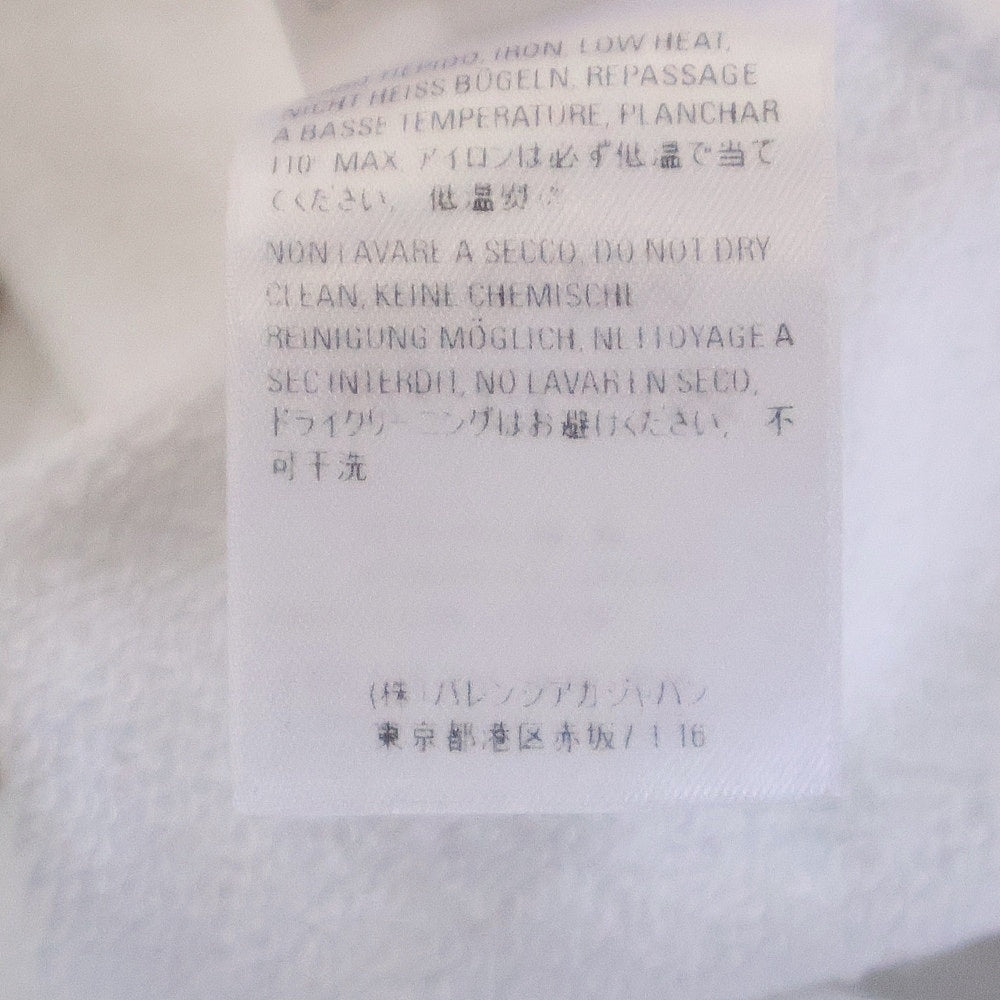 TIEPIDO, IRON LOW HEAT,
NICHT HEISS BÜGELN, REPASSAGE
A BASSE TEMPERATURE, PLANCHAR
110° MAX, アイロンは必ず低温で当て
てください。 低温熨
NON LAVARE A SECCO, DO NOT DRY
CLEAN, KEINE CHEMISCHE
REINIGUNG MÖGLICH, NETTOYAGE A
SEC INTERDIT, NO LAVAR EN SECO,
ドライクリーニングはお避けください。 不
可干洗
(株)バレンシアガジャパン
東京都港区赤坂7 1 16